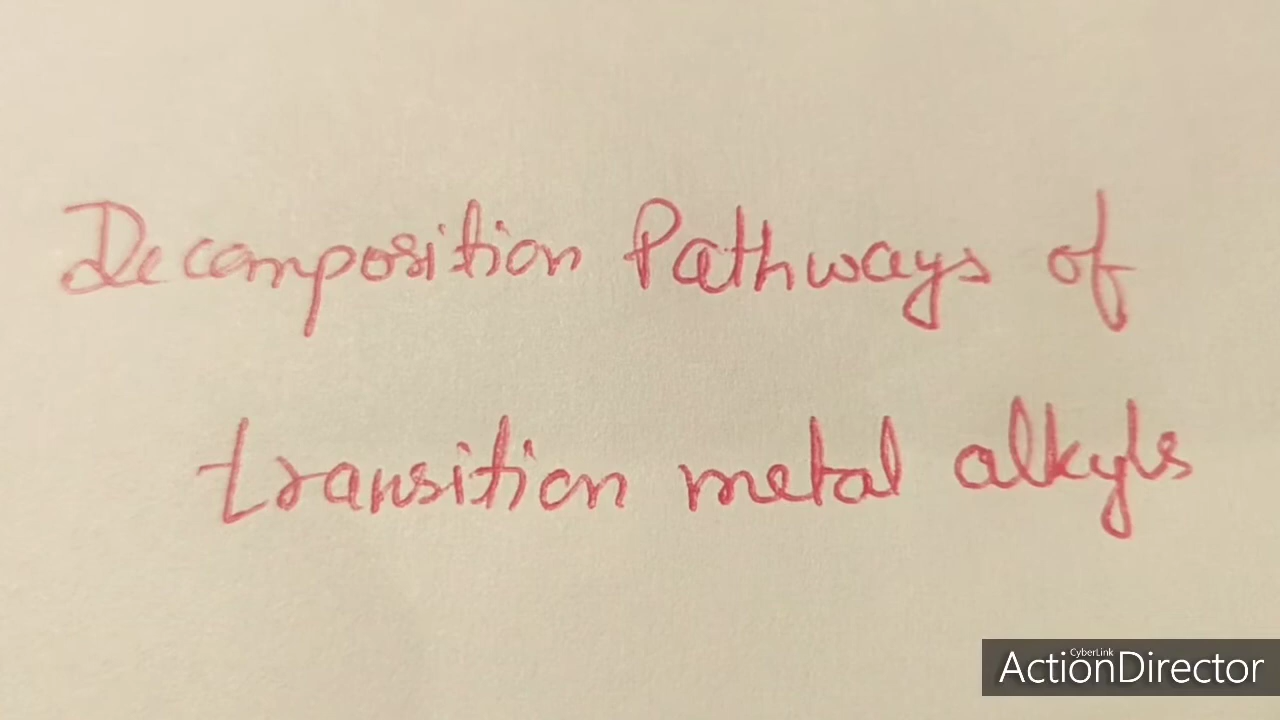 Decomposition Pathways of
transition metal alkyls
CyberLink
ActionDirector